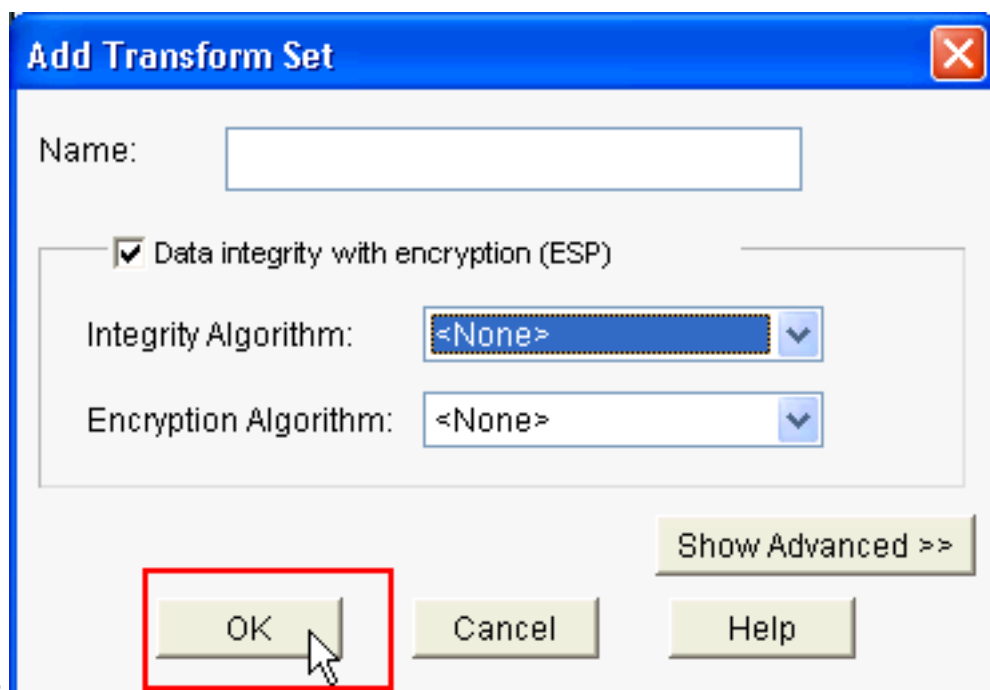 Add Transform Set
Name:
Data integrity with encryption (ESP)
Integrity Algorithm: <None>
Encryption Algorithm: <None>
Show Advanced >>
OK Cancel Help